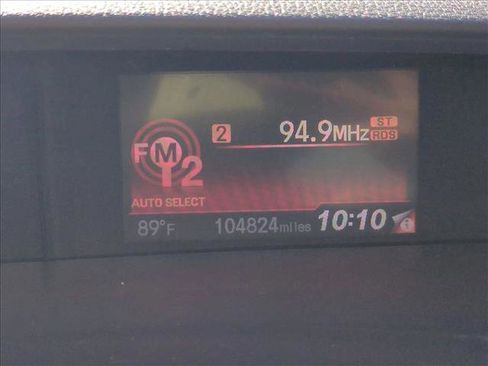 2 94.9MHz ST
RDS
FM
2
AUTO SELECT
89°F 104824miles 10:10 i